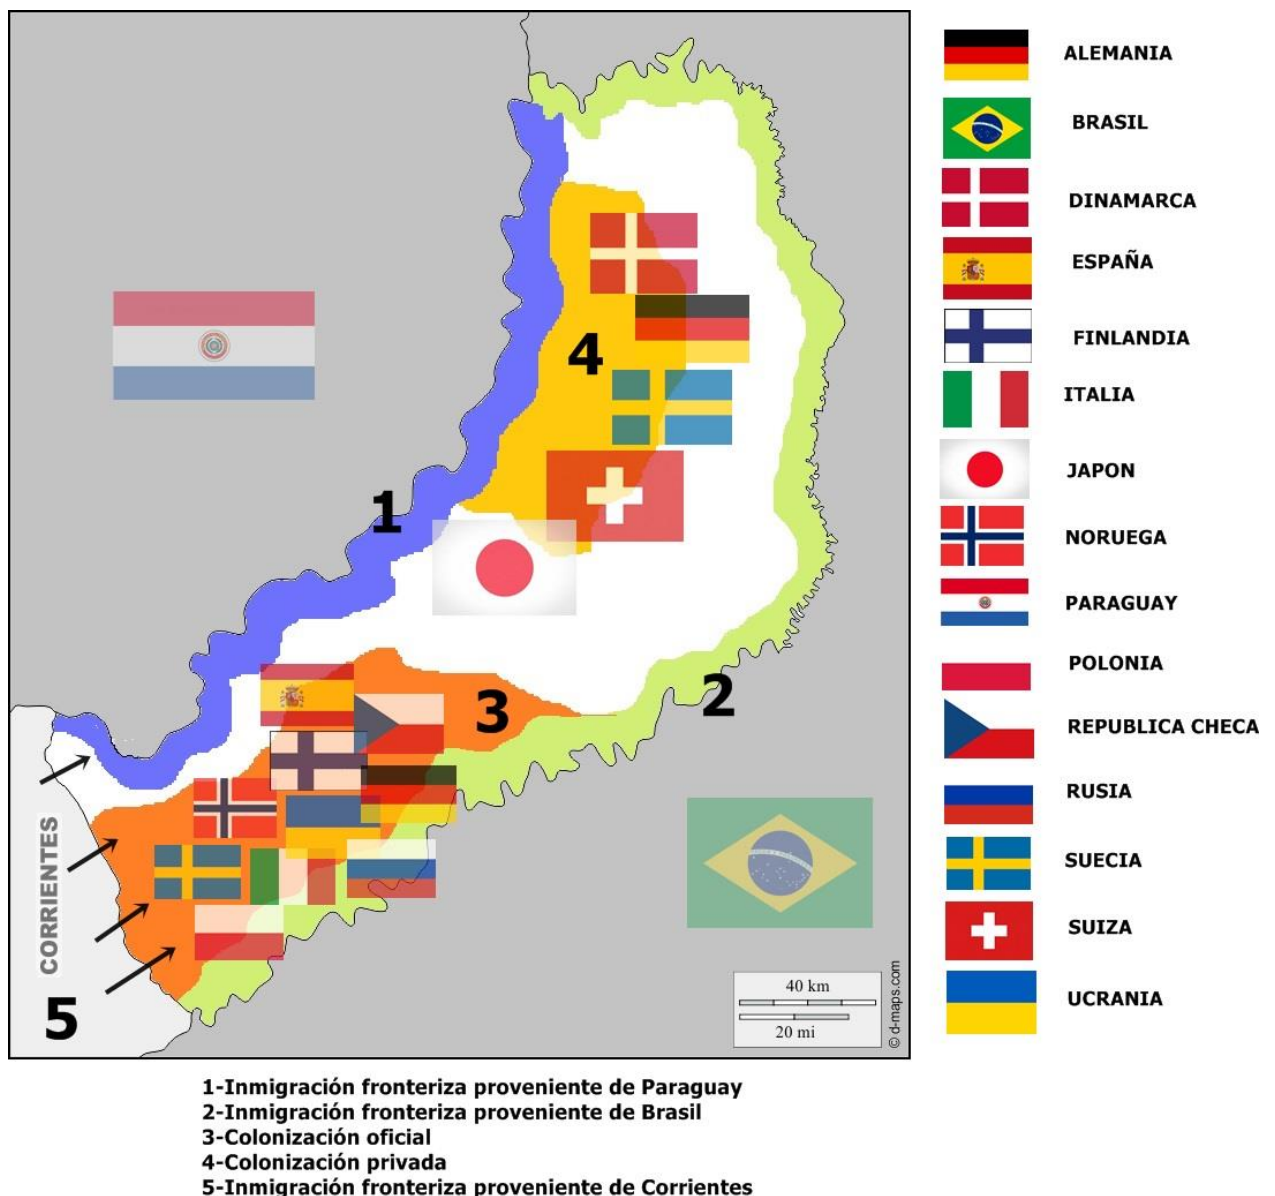 ALEMANIA
BRASIL
DINAMARCA
ESPAÑA
FINLANDIA
ITALIA
JAPON
NORUEGA
PARAGUAY
POLONIA
REPUBLICA CHECA
RUSIA
SUECIA
SUIZA
UCRANIA
4
1
2
3
CORRIENTES
5
40 km
20 mi
© d-maps.com
1-Inmigración fronteriza proveniente de Paraguay
2-Inmigración fronteriza proveniente de Brasil
3-Colonización oficial
4-Colonización privada
5-Inmigración fronteriza proveniente de Corrientes